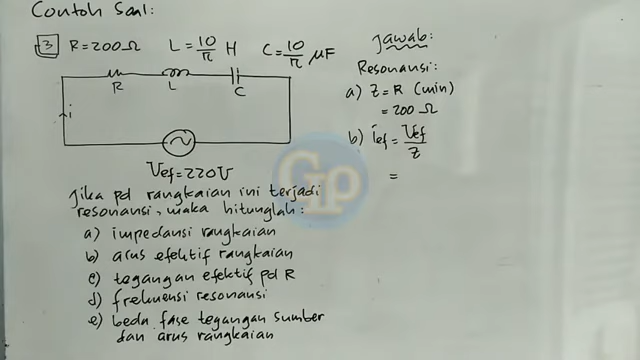 Contoh Soal:
3 R = 200 Ω L = 10/π H C = 10/π μF
R L C
i
Vef = 220 V
Jika pd rangkaian ini terjadi
resonansi, maka hitunglah:
a) impedansi rangkaian
b) arus efektif rangkaian
c) tegangan efektif pd R
d) frekuensi resonansi
e) beda fase tegangan sumber
dan arus rangkaian
Jawab:
Resonansi:
a) Z = R (min)
= 200 Ω
b) ief = Vef/Z
=